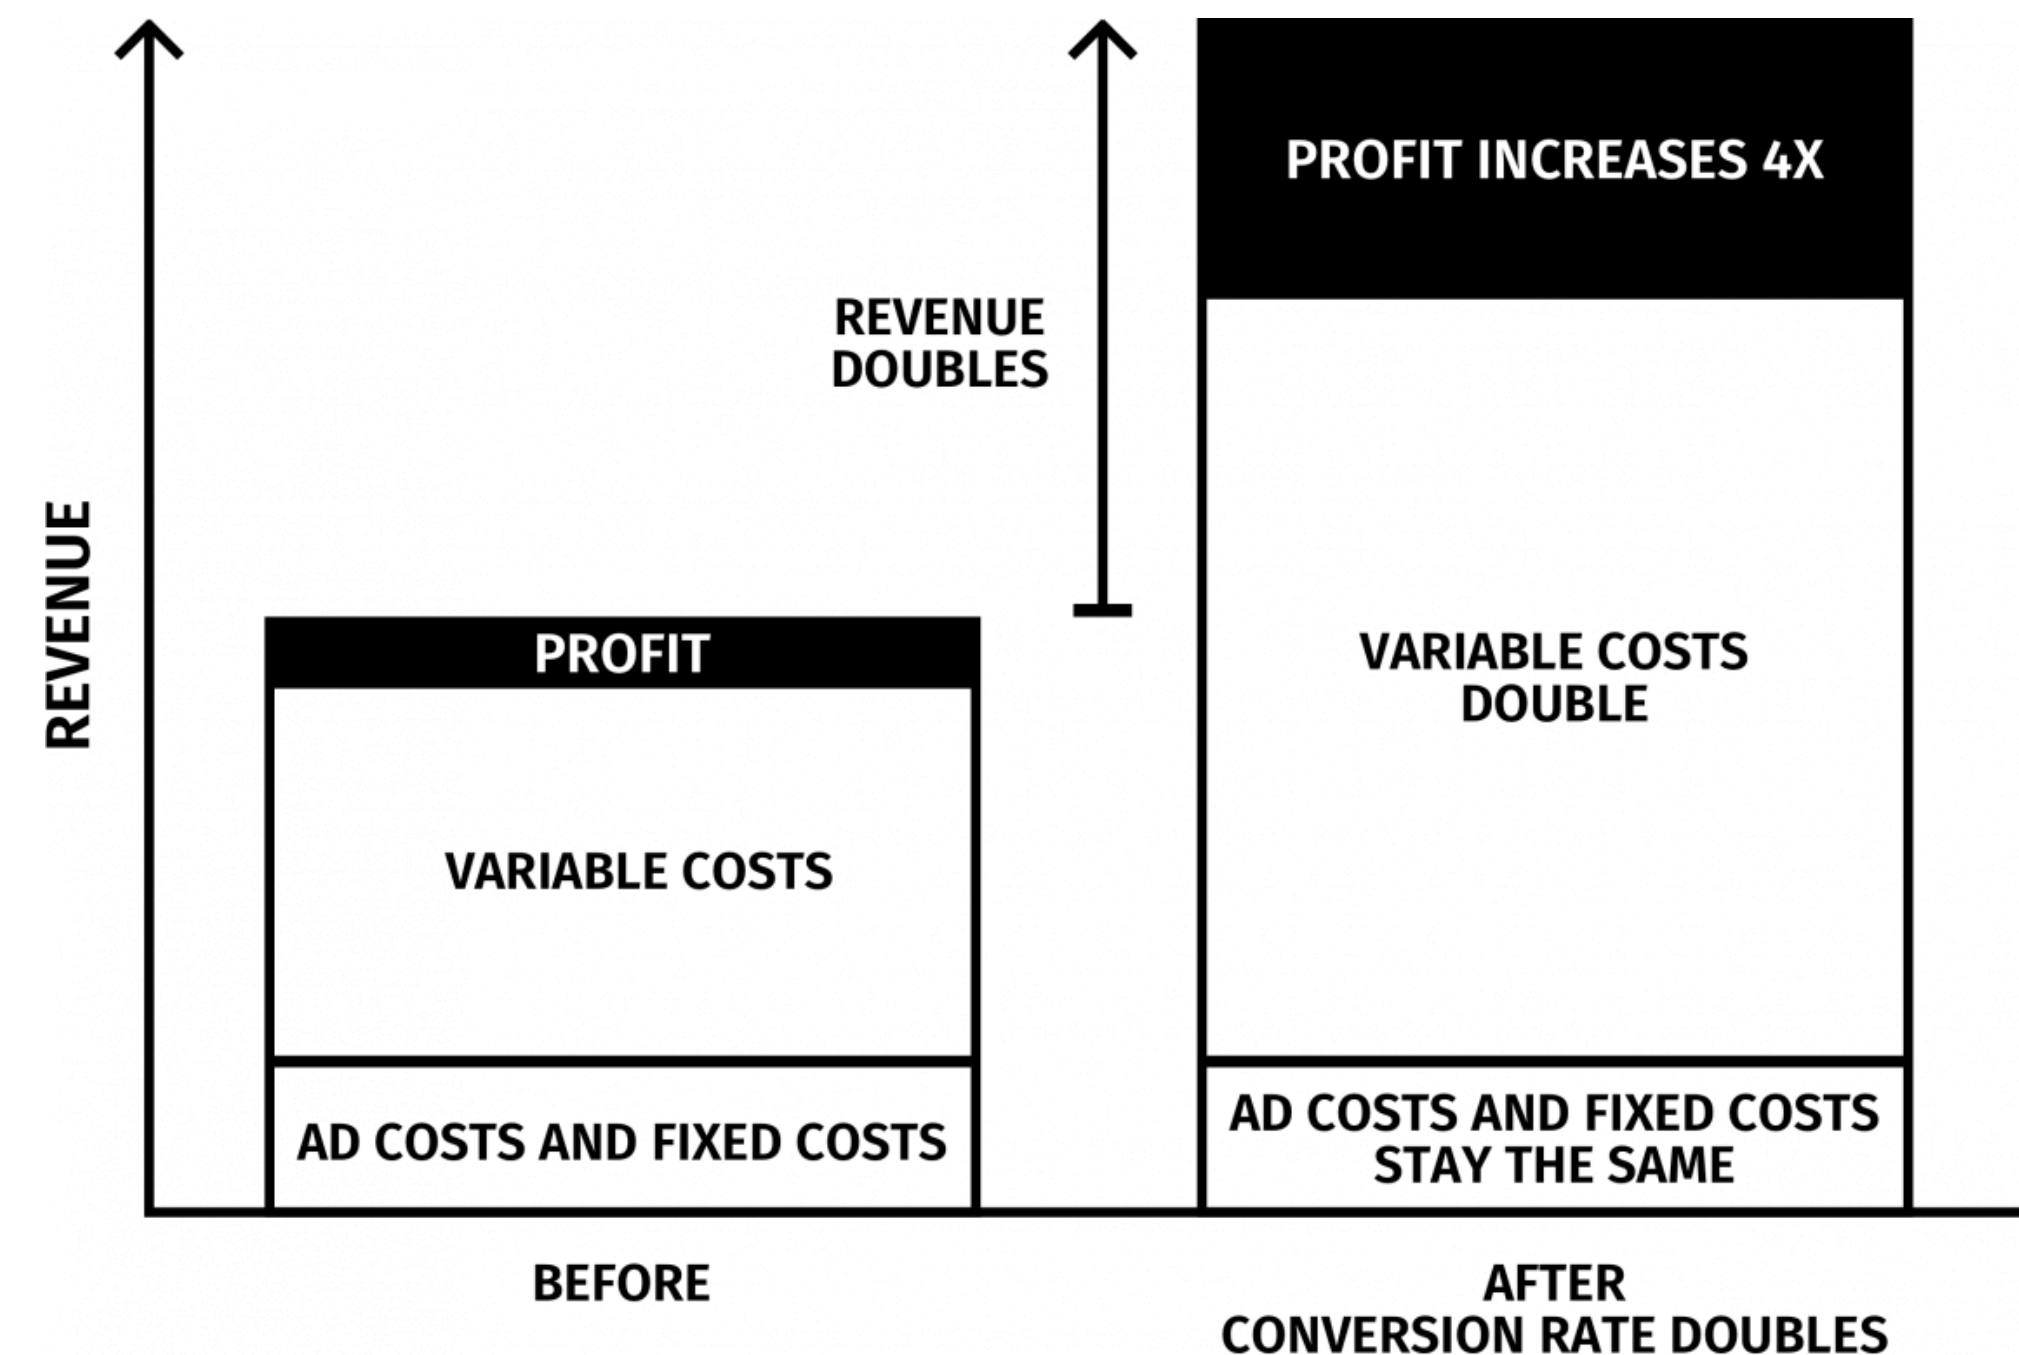 REVENUE
PROFIT
VARIABLE COSTS
AD COSTS AND FIXED COSTS
BEFORE
REVENUE
DOUBLES
PROFIT INCREASES 4X
VARIABLE COSTS
DOUBLE
AD COSTS AND FIXED COSTS
STAY THE SAME
AFTER
CONVERSION RATE DOUBLES